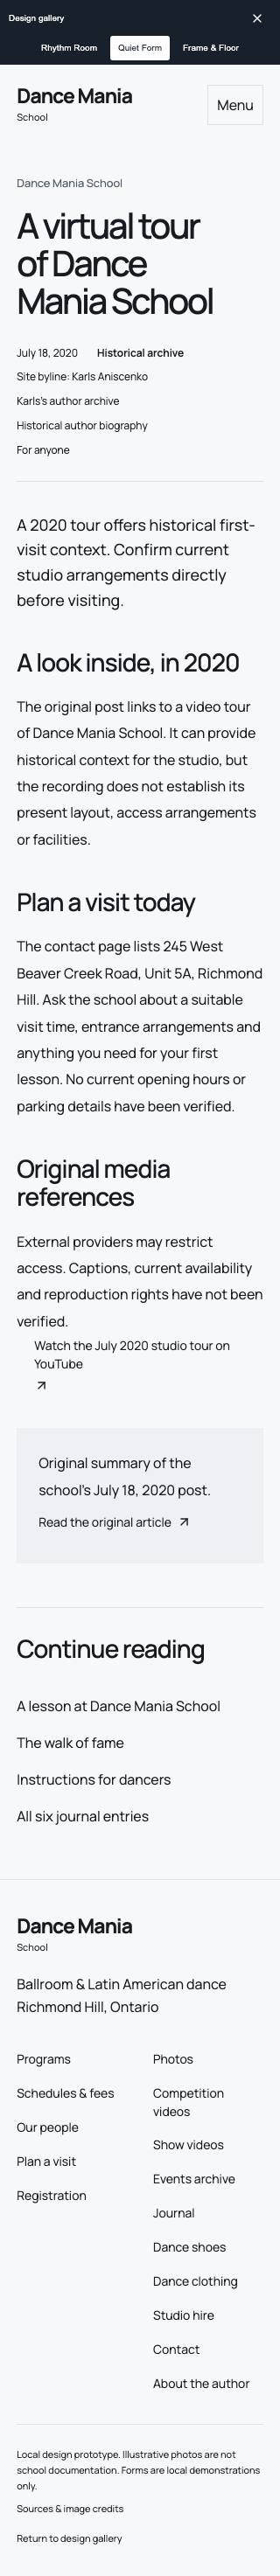 Design gallery
Rhythm Room
Quiet Form
Frame & Floor
Dance Mania
School
Menu
Dance Mania School
A virtual tour
of Dance
Mania School
July 18, 2020
Historical archive
Site byline: Karls Aniscenko
Karls's author archive
Historical author biography
For anyone
A 2020 tour offers historical first-
visit context. Confirm current
studio arrangements directly
before visiting.
A look inside, in 2020
The original post links to a video tour
of Dance Mania School. It can provide
historical context for the studio, but
the recording does not establish its
present layout, access arrangements
or facilities.
Plan a visit today
The contact page lists 245 West
Beaver Creek Road, Unit 5A, Richmond
Hill. Ask the school about a suitable
visit time, entrance arrangements and
anything you need for your first
lesson. No current opening hours or
parking details have been verified.
Original media
references
External providers may restrict
access. Captions, current availability
and reproduction rights have not been
verified.
Watch the July 2020 studio tour on
YouTube
Original summary of the
school's July 18, 2020 post.
Read the original article
Continue reading
A lesson at Dance Mania School
The walk of fame
Instructions for dancers
All six journal entries
Dance Mania
School
Ballroom & Latin American dance
Richmond Hill, Ontario
Programs
Schedules & fees
Our people
Plan a visit
Registration
Photos
Competition
videos
Show videos
Events archive
Journal
Dance shoes
Dance clothing
Studio hire
Contact
About the author
Local design prototype. Illustrative photos are not
school documentation. Forms are local demonstrations
only.
Sources & image credits
Return to design gallery